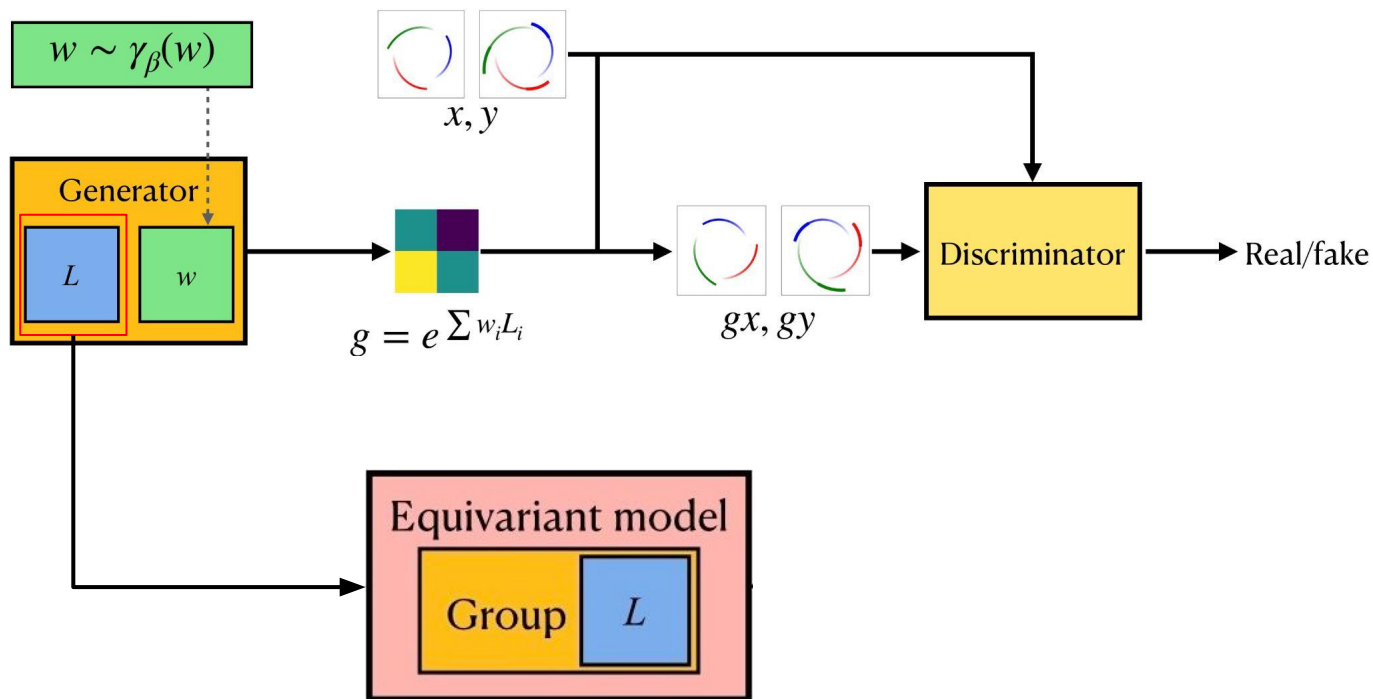 w ∼ γ_β(w)
x, y
Generator
L
w
g = e^{∑ w_i L_i}
gx, gy
Discriminator
Real/fake
Equivariant model
Group
L